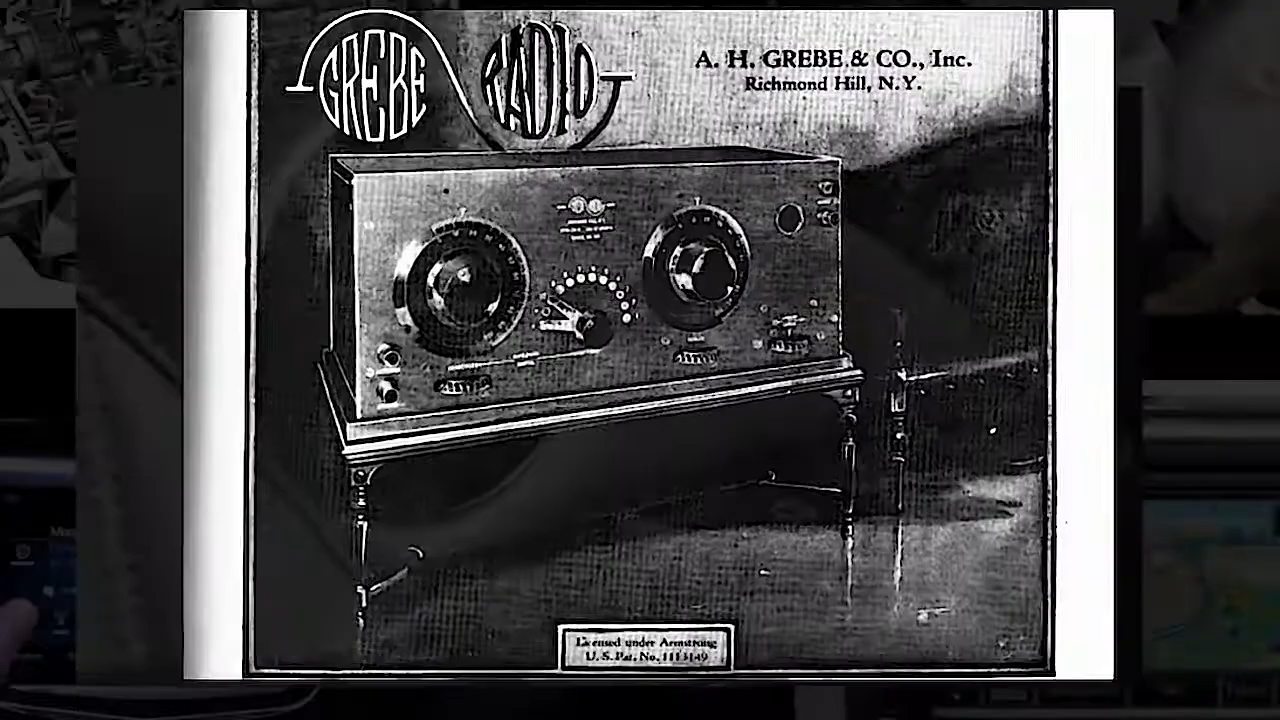 GREBE RADIO
A. H. GREBE & CO., Inc.
Richmond Hill, N.Y.
Licensed under Armstrong
U. S. Pat. No. 1113149